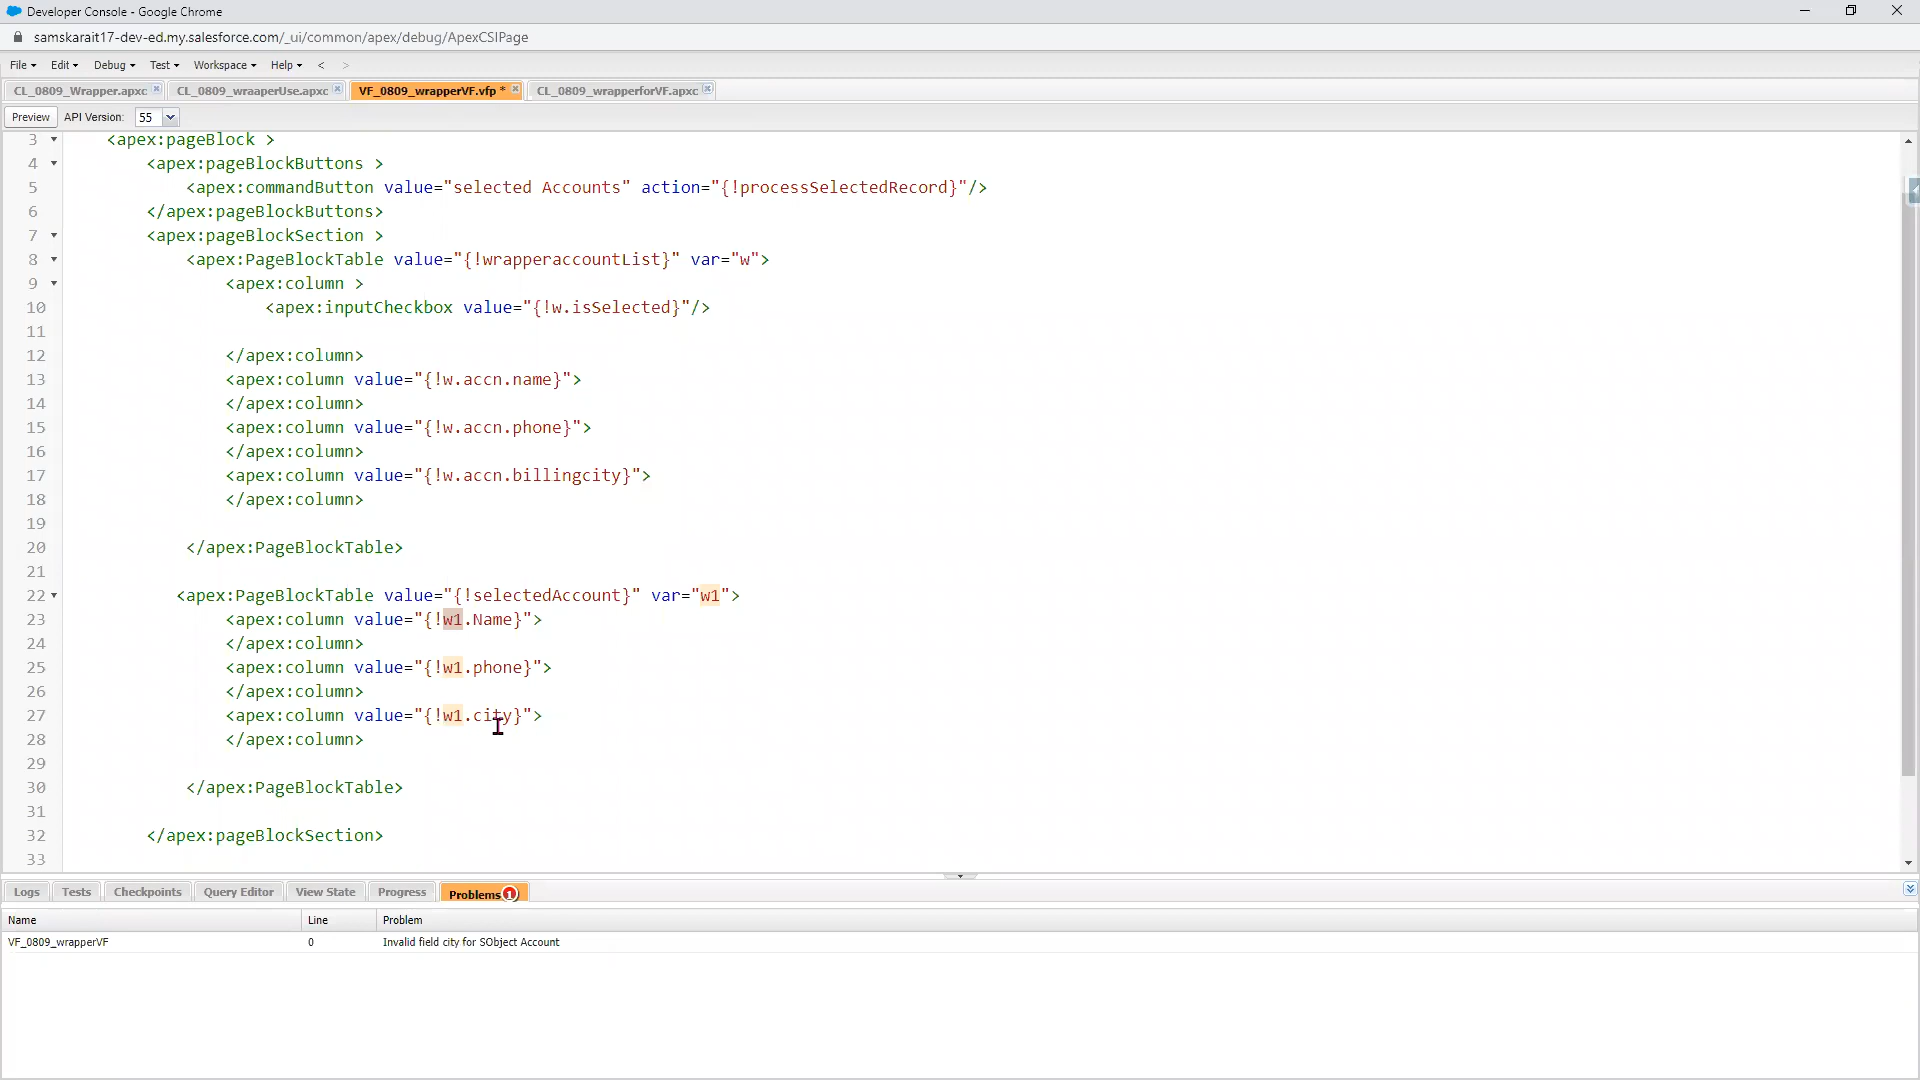 Developer Console - Google Chrome
samskarait17-dev-ed.my.salesforce.com/_ui/common/apex/debug/ApexCSIPage
File Edit Debug Test Workspace Help < >
CL_0809_Wrapper.apxc CL_0809_wraaperUse.apxc VF_0809_wrapperVF.vfp * CL_0809_wrapperforVF.apxc
Preview API Version: 55
3 <apex:pageBlock >
4 <apex:pageBlockButtons >
5 <apex:commandButton value="selected Accounts" action="{!processSelectedRecord}"/>
6 </apex:pageBlockButtons>
7 <apex:pageBlockSection >
8 <apex:PageBlockTable value="{!wrapperaccountList}" var="w">
9 <apex:column >
10 <apex:inputCheckbox value="{!w.isSelected}"/>
11
12 </apex:column>
13 <apex:column value="{!w.accn.name}">
14 </apex:column>
15 <apex:column value="{!w.accn.phone}">
16 </apex:column>
17 <apex:column value="{!w.accn.billingcity}">
18 </apex:column>
19
20 </apex:PageBlockTable>
21
22 <apex:PageBlockTable value="{!selectedAccount}" var="w1">
23 <apex:column value="{!w1.Name}">
24 </apex:column>
25 <apex:column value="{!w1.phone}">
26 </apex:column>
27 <apex:column value="{!w1.city}">
28 </apex:column>
29
30 </apex:PageBlockTable>
31
32 </apex:pageBlockSection>
33
Logs Tests Checkpoints Query Editor View State Progress Problems 1
Name Line Problem
VF_0809_wrapperVF 0 Invalid field city for SObject Account